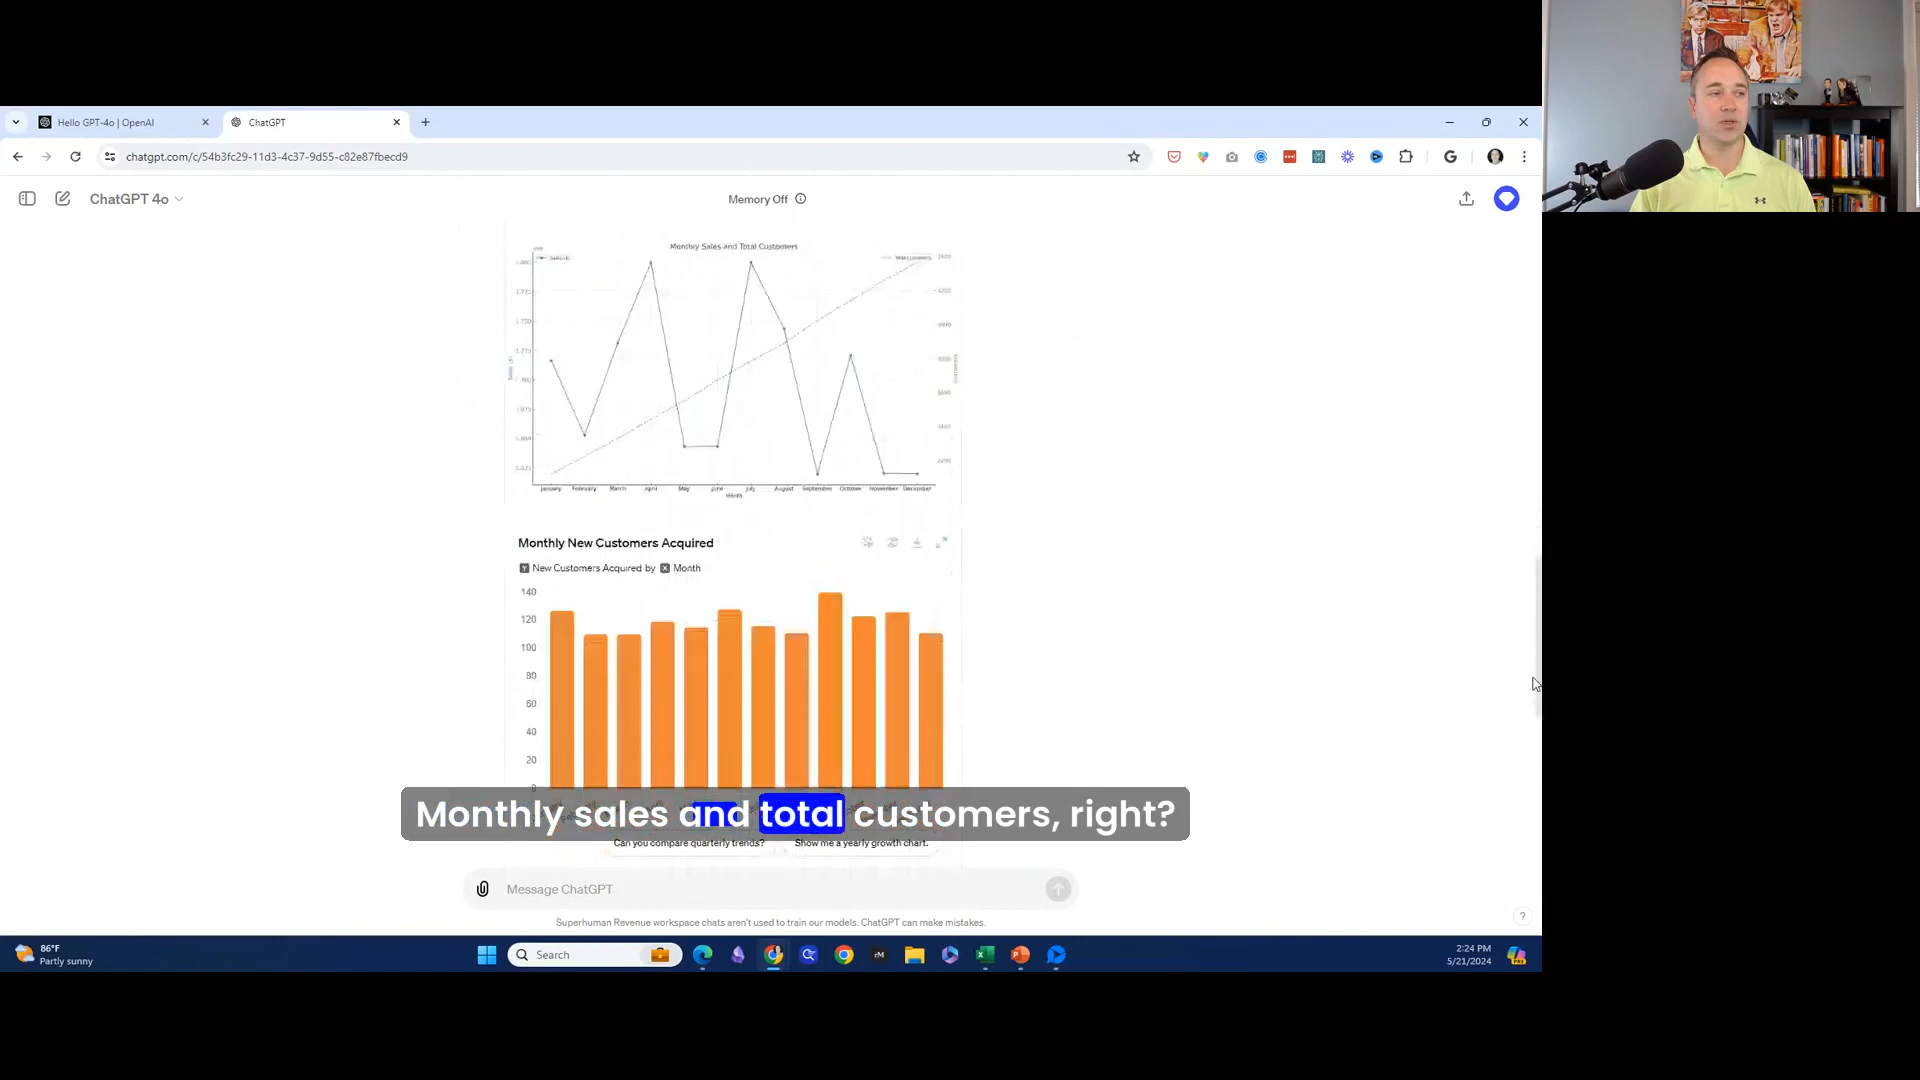 Hello GPT-4o | OpenAI
ChatGPT
chatgpt.com/c/54b3fc29-11d3-4c37-9d55-c82e87fbecd9
ChatGPT 4o
Memory Off
Monthly Sales and Total Customers
January February March April May June July August September October November December
Month
Monthly New Customers Acquired
Y New Customers Acquired by X Month
140
120
100
80
60
40
20
0
Monthly sales and total customers, right?
Can you compare quarterly trends?
Show me a yearly growth chart.
Message ChatGPT
Superhuman Revenue workspace chats aren't used to train our models. ChatGPT can make mistakes.
?
86°F
Partly sunny
Search
rM
2:24 PM
5/21/2024